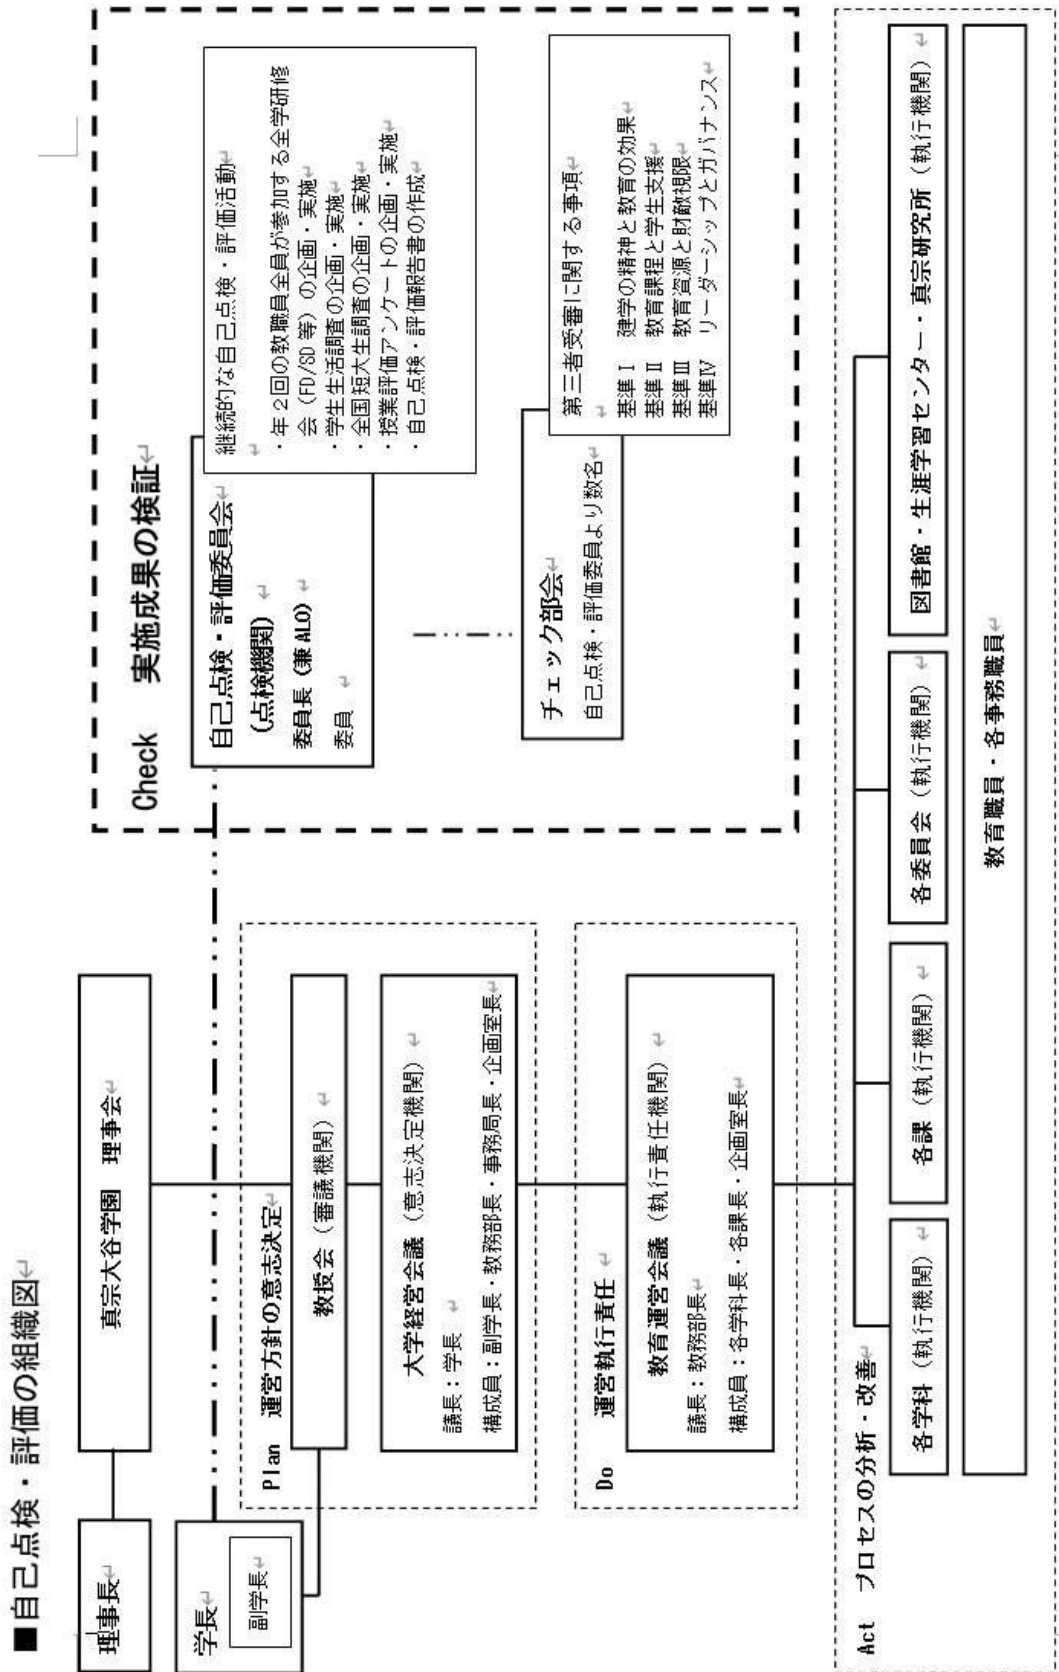 ■自己点検・評価の組織図
理事長
真宗大谷学園　理事会
学長
副学長
Plan　運営方針の意志決定
教授会（審議機関）
大学経営会議（意志決定機関）
議長：学長
構成員：副学長・教務部長・事務局長・企画室長
Do　運営執行責任
教育運営会議（執行責任機関）
議長：教務部長
構成員：各学科長・各課長・企画室長
Check　実施成果の検証
自己点検・評価委員会
（点検機関）
委員長（兼 ALO）
委員
継続的な自己点検・評価活動
・年２回の教職員全員が参加する全学研修
会（FD/SD 等）の企画・実施
・学生生活調査の企画・実施
・全国短大生調査の企画・実施
・授業評価アンケートの企画・実施
・自己点検・評価報告書の作成
チェック部会
自己点検・評価委員より数名
第三者受審に関する事項
基準Ⅰ　建学の精神と教育の効果
基準Ⅱ　教育課程と学生支援
基準Ⅲ　教育資源と財敵視限
基準Ⅳ　リーダーシップとガバナンス
Act　プロセスの分析・改善
各学科（執行機関）
各課（執行機関）
各委員会（執行機関）
図書館・生涯学習センター・真宗研究所（執行機関）
教育職員・各事務職員